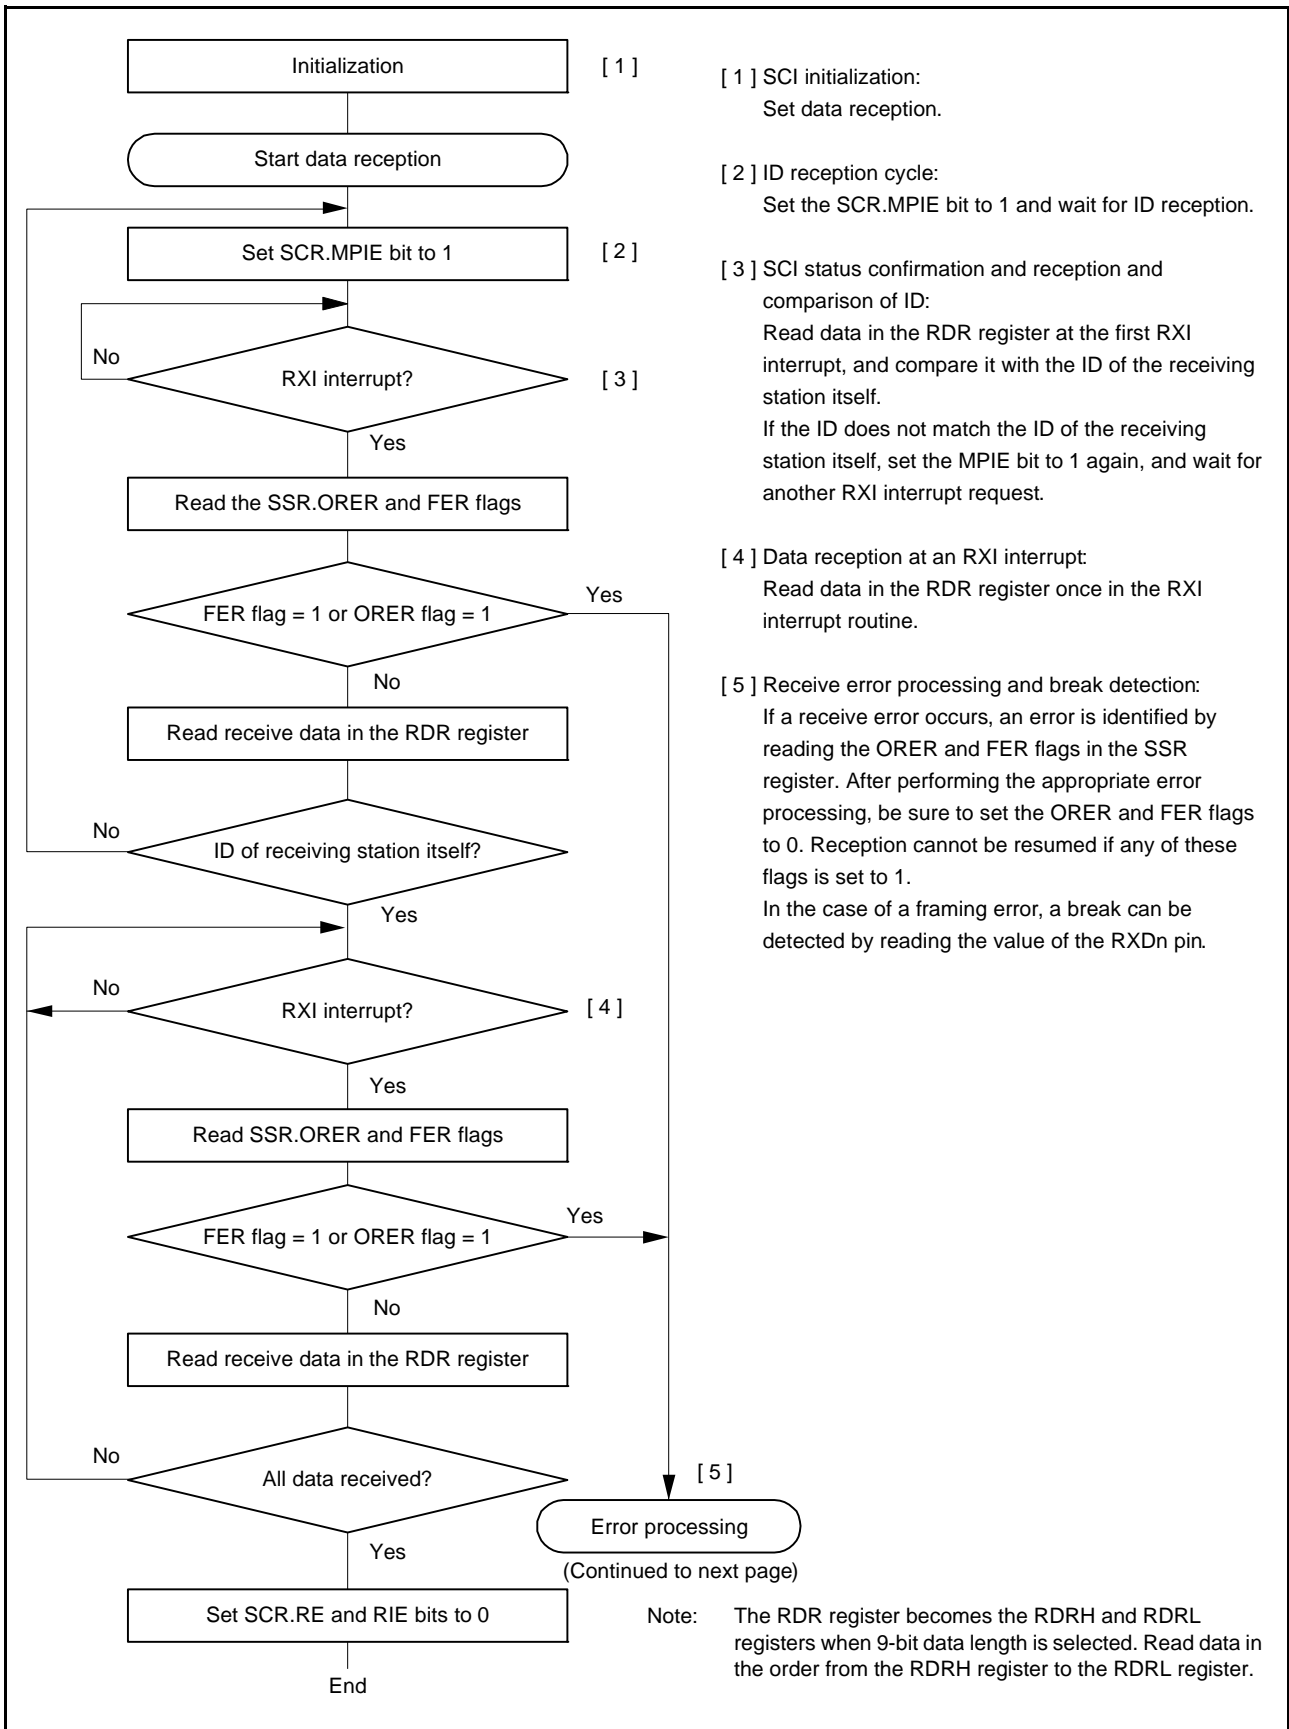 Initialization
[ 1 ]
Start data reception
Set SCR.MPIE bit to 1
[ 2 ]
No
RXI interrupt?
[ 3 ]
Yes
Read the SSR.ORER and FER flags
FER flag = 1 or ORER flag = 1
Yes
No
Read receive data in the RDR register
No
ID of receiving station itself?
Yes
No
RXI interrupt?
[ 4 ]
Yes
Read SSR.ORER and FER flags
FER flag = 1 or ORER flag = 1
Yes
No
Read receive data in the RDR register
No
All data received?
Yes
[ 5 ]
Error processing
(Continued to next page)
Set SCR.RE and RIE bits to 0
End
[ 1 ] SCI initialization:
Set data reception.
[ 2 ] ID reception cycle:
Set the SCR.MPIE bit to 1 and wait for ID reception.
[ 3 ] SCI status confirmation and reception and
comparison of ID:
Read data in the RDR register at the first RXI
interrupt, and compare it with the ID of the receiving
station itself.
If the ID does not match the ID of the receiving
station itself, set the MPIE bit to 1 again, and wait for
another RXI interrupt request.
[ 4 ] Data reception at an RXI interrupt:
Read data in the RDR register once in the RXI
interrupt routine.
[ 5 ] Receive error processing and break detection:
If a receive error occurs, an error is identified by
reading the ORER and FER flags in the SSR
register. After performing the appropriate error
processing, be sure to set the ORER and FER flags
to 0. Reception cannot be resumed if any of these
flags is set to 1.
In the case of a framing error, a break can be
detected by reading the value of the RXDn pin.
Note: The RDR register becomes the RDRH and RDRL
registers when 9-bit data length is selected. Read data in
the order from the RDRH register to the RDRL register.